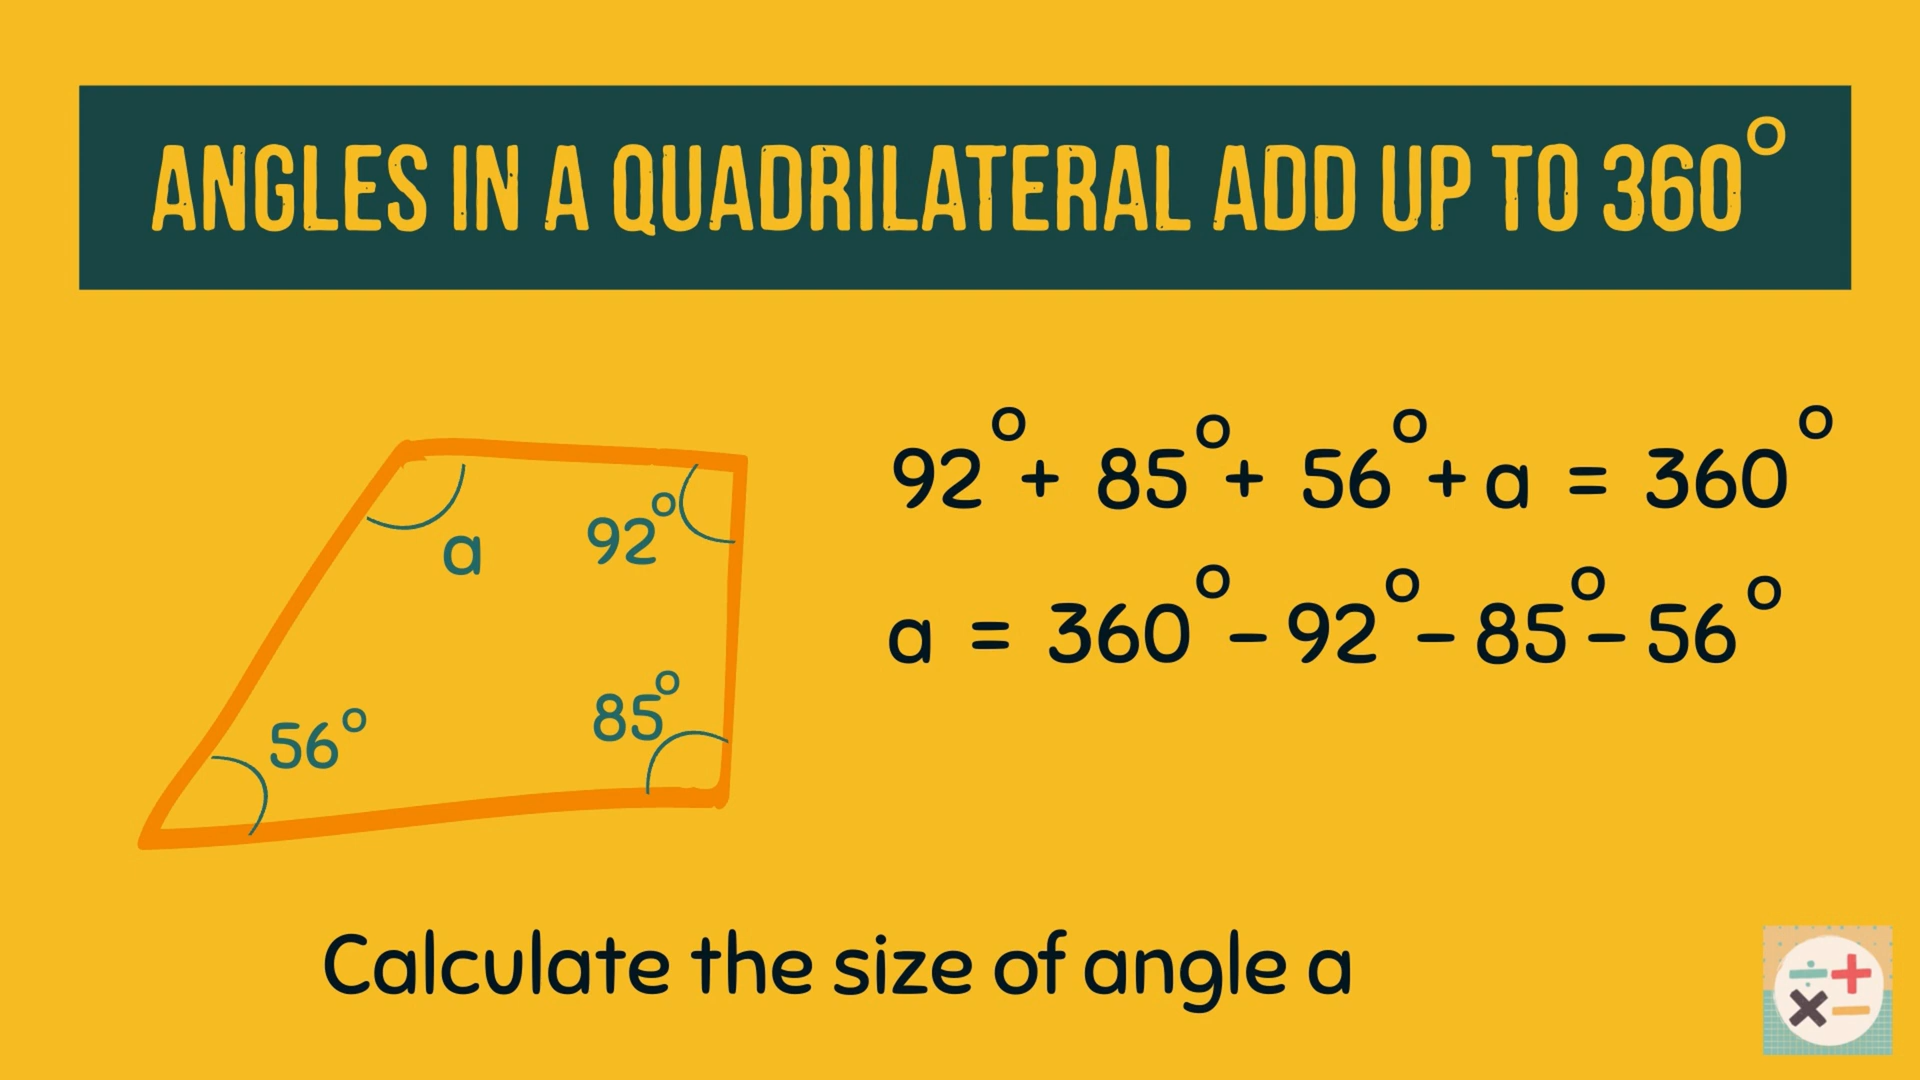 ANGLES IN A QUADRILATERAL ADD UP TO 360°
92° + 85° + 56° + a = 360°
a = 360° – 92° – 85° – 56°
a
92°
85°
56°
Calculate the size of angle a
÷ +
× –